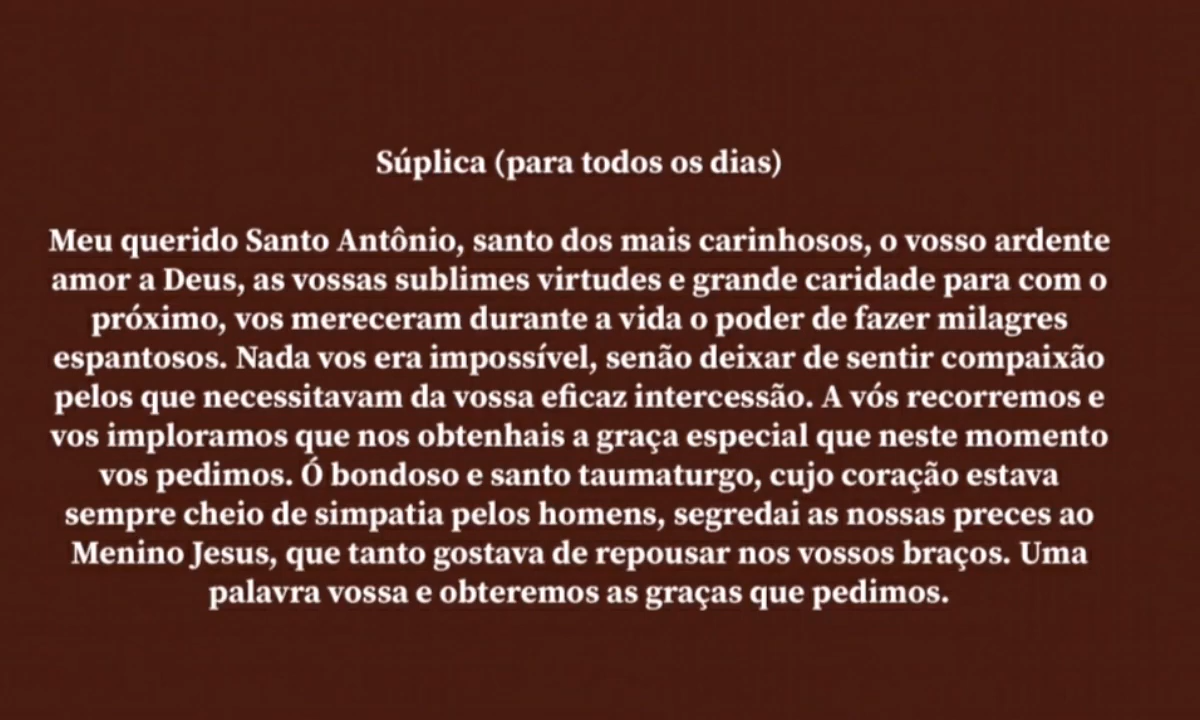 Súplica (para todos os dias)
Meu querido Santo Antônio, santo dos mais carinhosos, o vosso ardente
amor a Deus, as vossas sublimes virtudes e grande caridade para com o
próximo, vos mereceram durante a vida o poder de fazer milagres
espantosos. Nada vos era impossível, senão deixar de sentir compaixão
pelos que necessitavam da vossa eficaz intercessão. A vós recorremos e
vos imploramos que nos obtenhais a graça especial que neste momento
vos pedimos. Ó bondoso e santo taumaturgo, cujo coração estava
sempre cheio de simpatia pelos homens, segredai as nossas preces ao
Menino Jesus, que tanto gostava de repousar nos vossos braços. Uma
palavra vossa e obteremos as graças que pedimos.